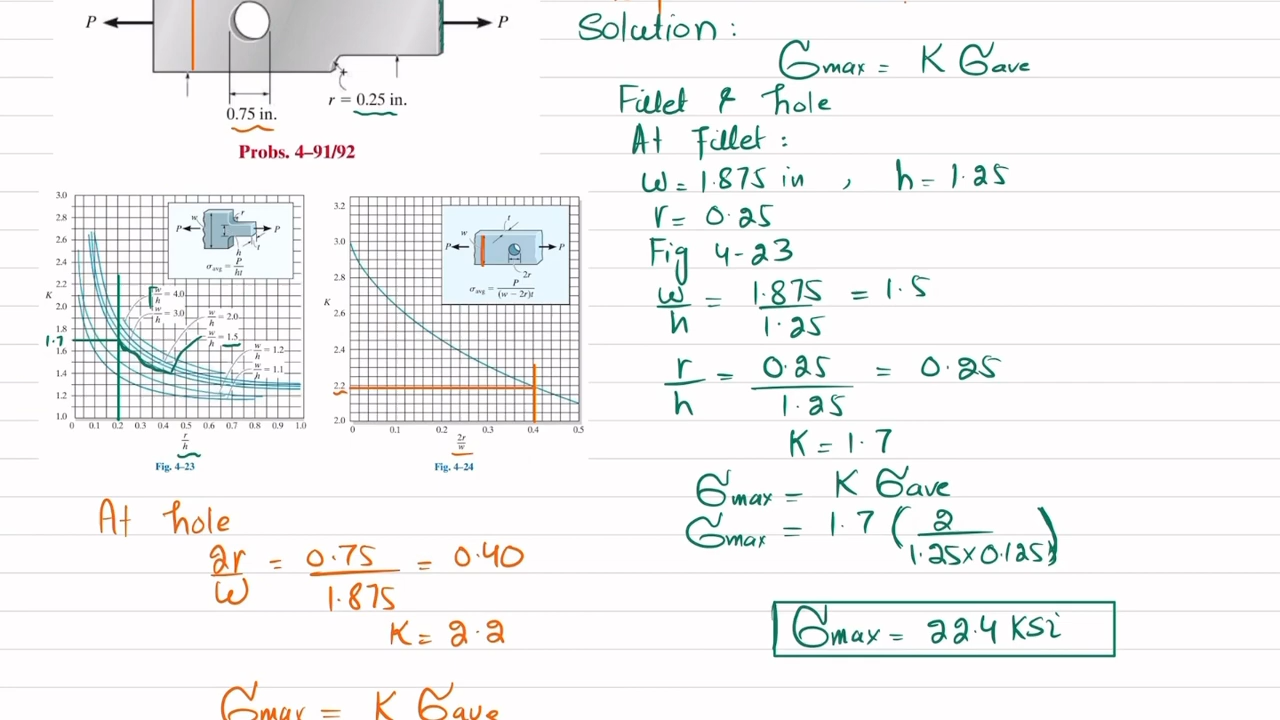 P
P
0.75 in.
r = 0.25 in.
Probs. 4–91/92
3.0
2.8
2.6
2.4
2.2
2.0
1.8
1.6
1.4
1.2
1.0
K
1.7
0 0.1 0.2 0.3 0.4 0.5 0.6 0.7 0.8 0.9 1.0
r/h
w
r
P
P
h
t
σavg = P/ht
w/h = 4.0
w/h = 3.0
w/h = 2.0
w/h = 1.5
w/h = 1.2
w/h = 1.1
Fig. 4–23
3.2
3.0
2.8
2.6
2.4
2.2
2.0
K
0 0.1 0.2 0.3 0.4 0.5
2r/w
t
w
P
P
2r
σavg = P/(w − 2r)t
Fig. 4–24
At hole
2r/w = 0.75/1.875 = 0.40
K = 2.2
σmax = K σave
Solution :
σmax = K σave
Fillet & hole
At Fillet :
w = 1.875 in , h = 1.25
r = 0.25
Fig 4-23
w/h = 1.875/1.25 = 1.5
r/h = 0.25/1.25 = 0.25
K = 1.7
σmax = K σave
σmax = 1.7 (2/1.25×0.125)
σmax = 22.4 KSi